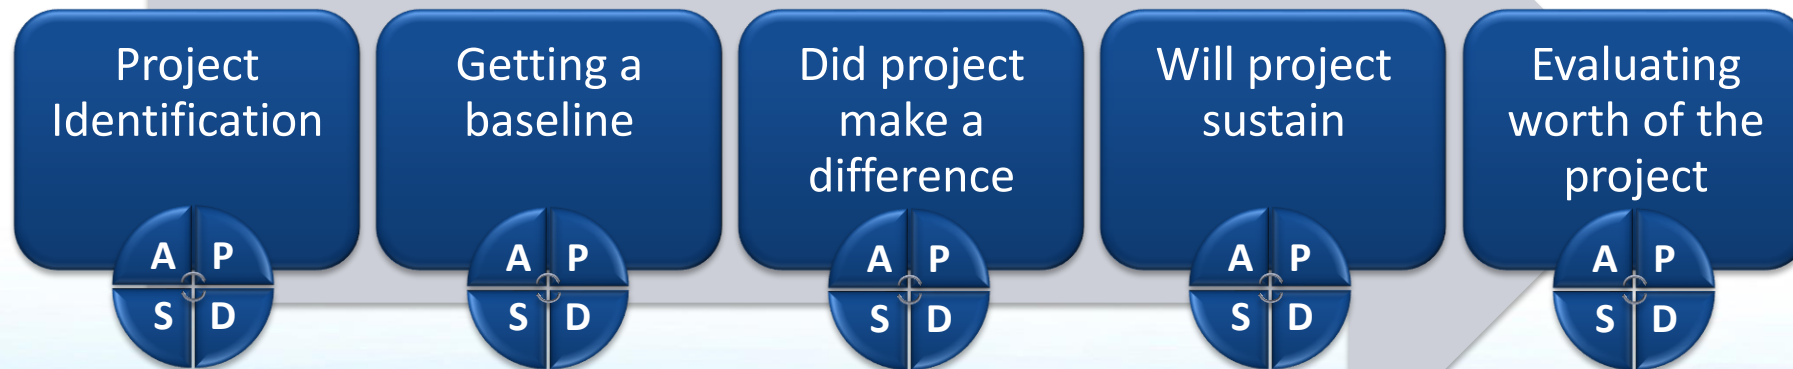 Project
Identification
Getting a
baseline
Did project
make a
difference
Will project
sustain
Evaluating
worth of the
project
A P
S D
A P
S D
A P
S D
A P
S D
A P
S D